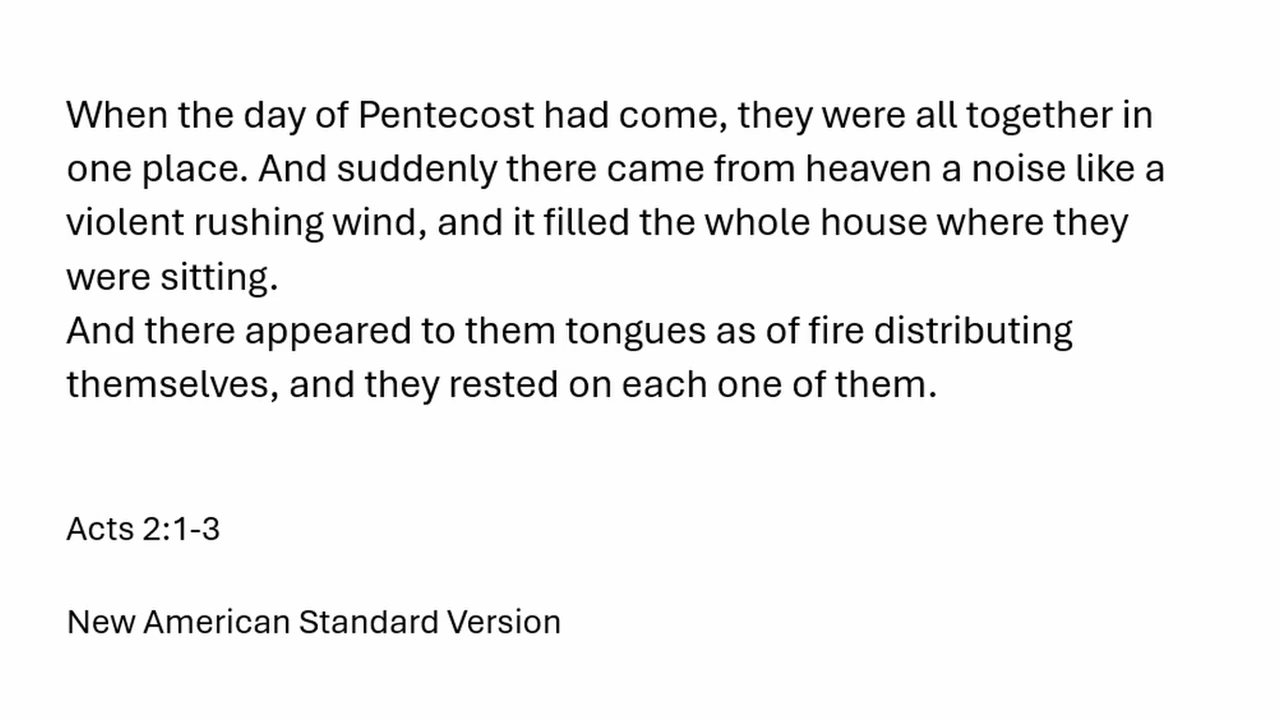 When the day of Pentecost had come, they were all together in
one place. And suddenly there came from heaven a noise like a
violent rushing wind, and it filled the whole house where they
were sitting.
And there appeared to them tongues as of fire distributing
themselves, and they rested on each one of them.
Acts 2:1-3
New American Standard Version